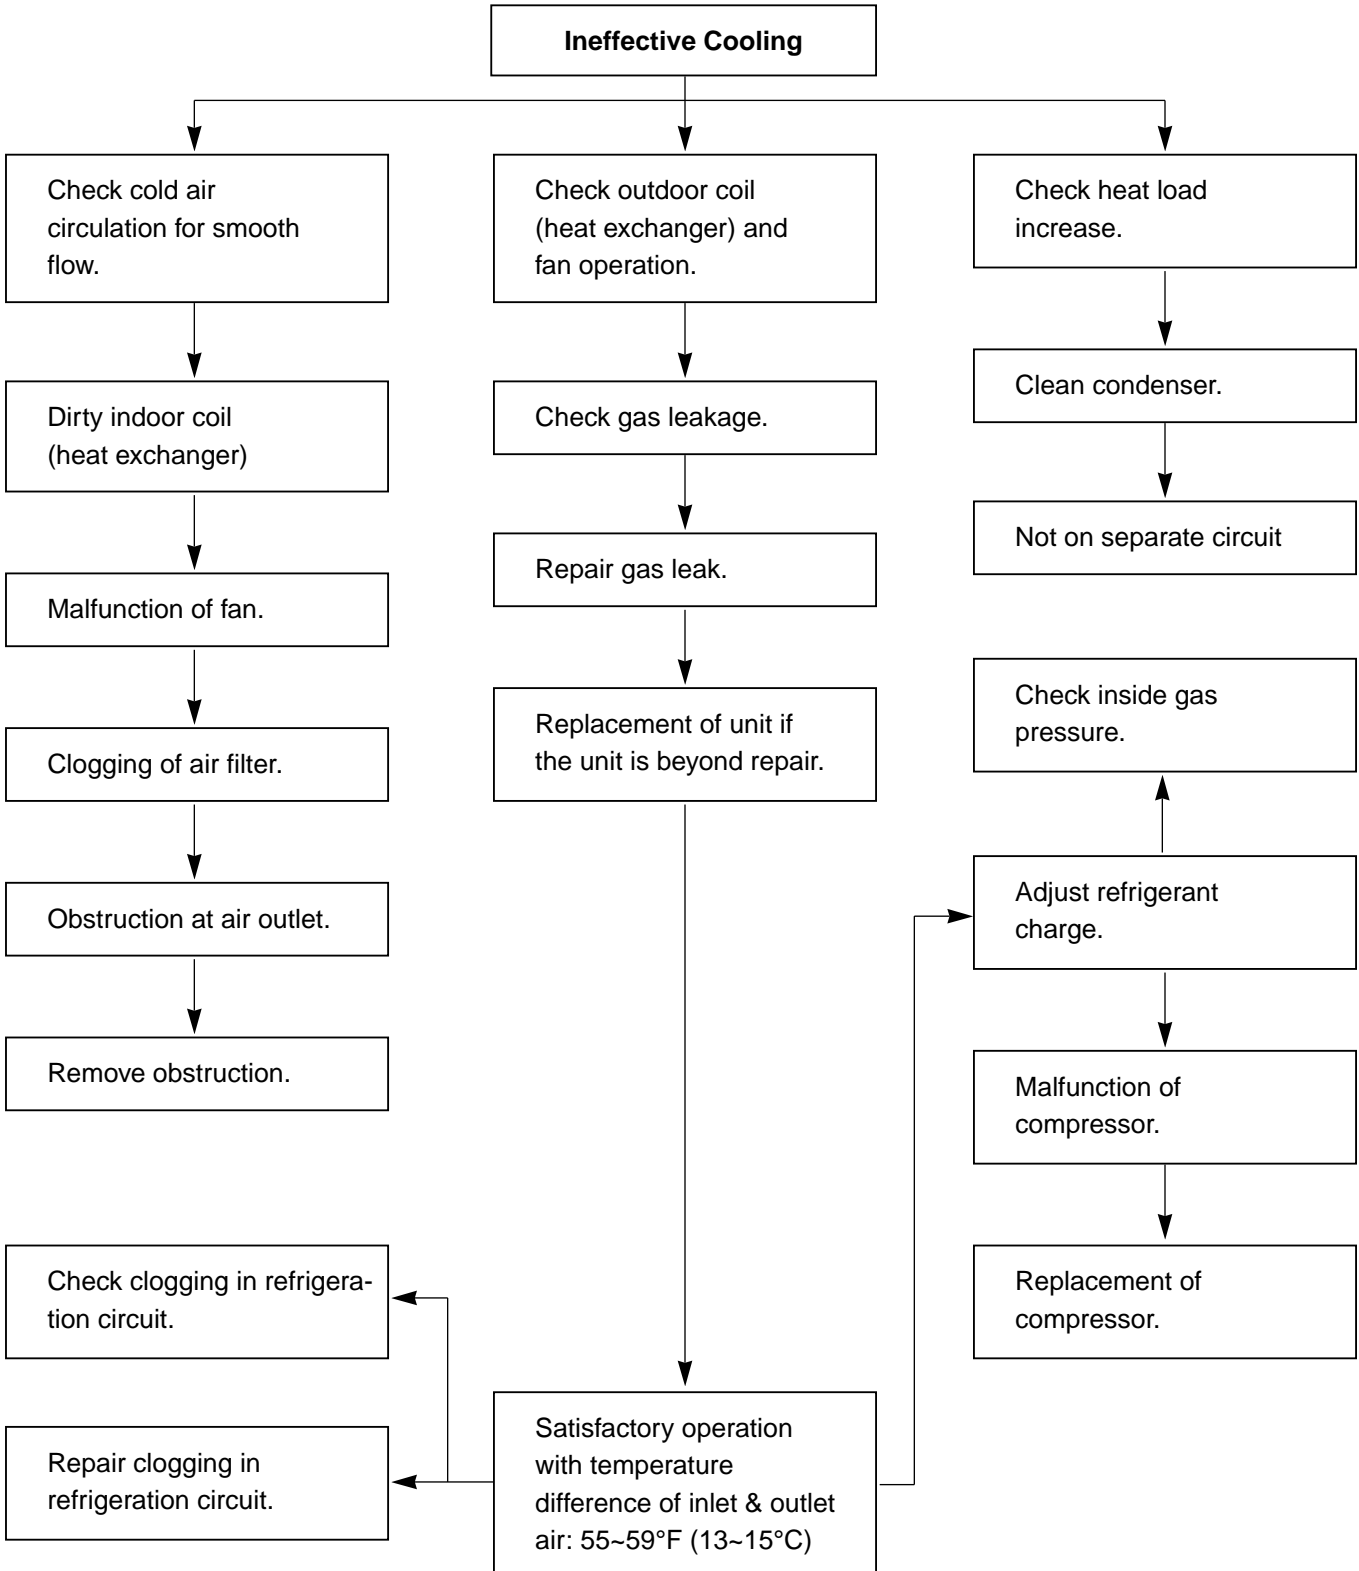 Ineffective Cooling
Check cold air
circulation for smooth
flow.
Dirty indoor coil
(heat exchanger)
Malfunction of fan.
Clogging of air filter.
Obstruction at air outlet.
Remove obstruction.
Check clogging in refrigera-
tion circuit.
Repair clogging in
refrigeration circuit.
Check outdoor coil
(heat exchanger) and
fan operation.
Check gas leakage.
Repair gas leak.
Replacement of unit if
the unit is beyond repair.
Satisfactory operation
with temperature
difference of inlet & outlet
air: 55~59°F (13~15°C)
Check heat load
increase.
Clean condenser.
Not on separate circuit
Check inside gas
pressure.
Adjust refrigerant
charge.
Malfunction of
compressor.
Replacement of
compressor.